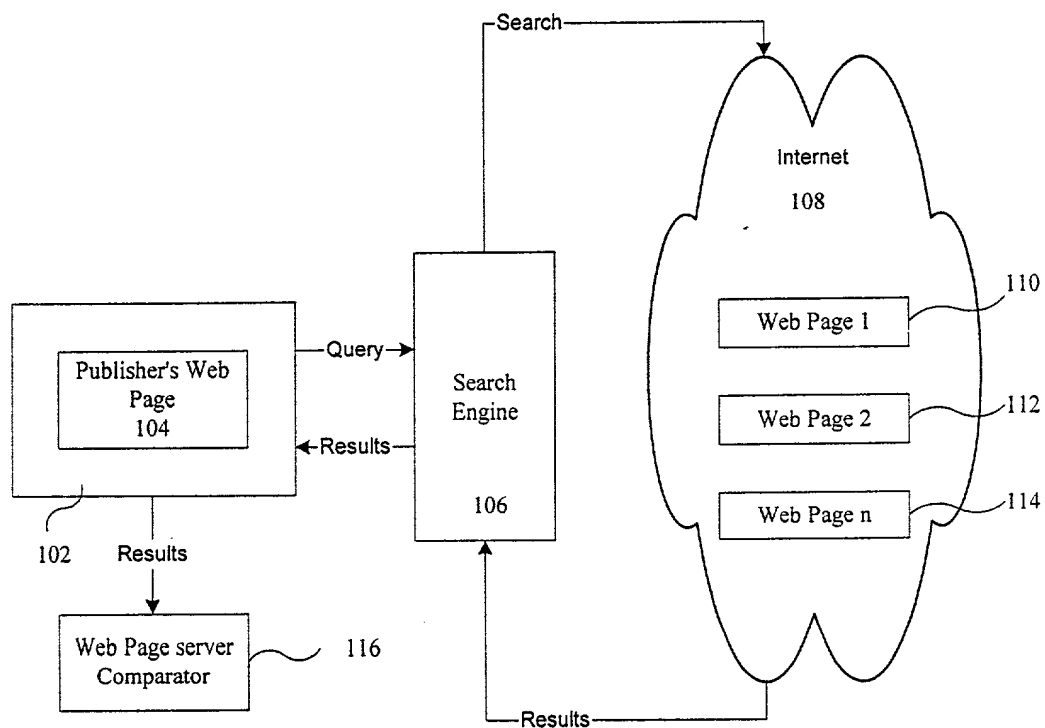 Search
Internet
108
110
Web Page 1
Publisher's Web
Page
104
Query
Search
Engine
112
Web Page 2
Results
106
114
Web Page n
102
Results
Web Page server
Comparator
116
Results